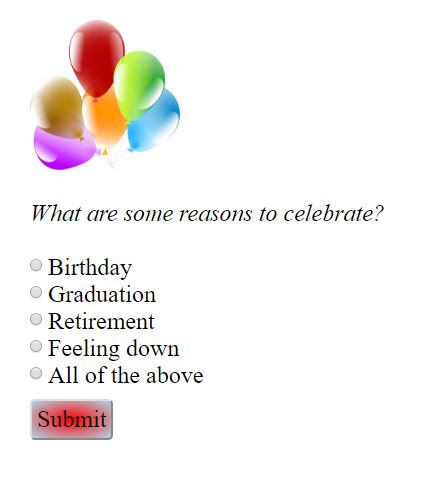 What are some reasons to celebrate?
Birthday
Graduation
Retirement
Feeling down
All of the above
Submit